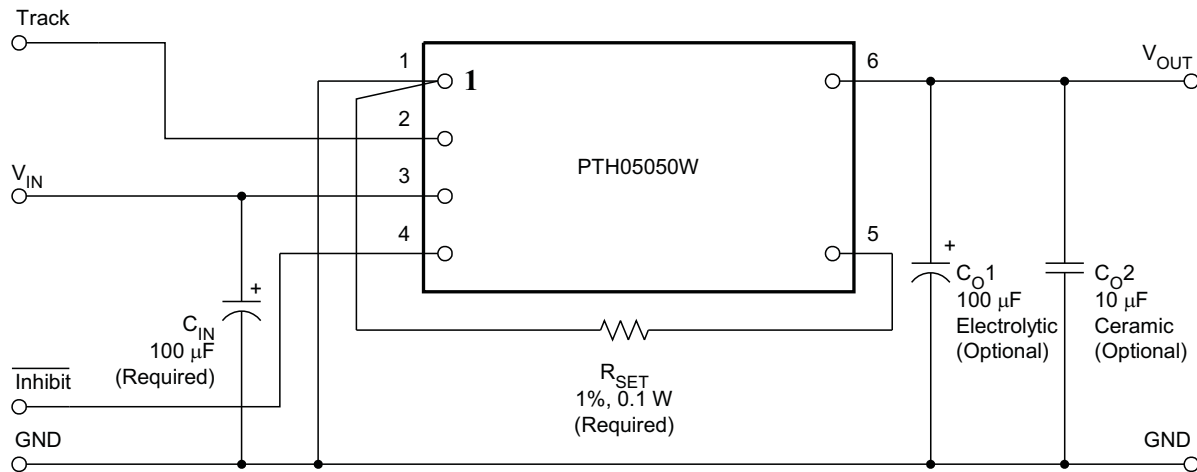 Track
1
1
6
V_OUT
2
PTH05050W
V_IN
3
4
5
+
+
C_IN
100 μF
(Required)
C_O1
100 μF
Electrolytic
(Optional)
C_O2
10 μF
Ceramic
(Optional)
R_SET
1%, 0.1 W
(Required)
Inhibit
GND
GND